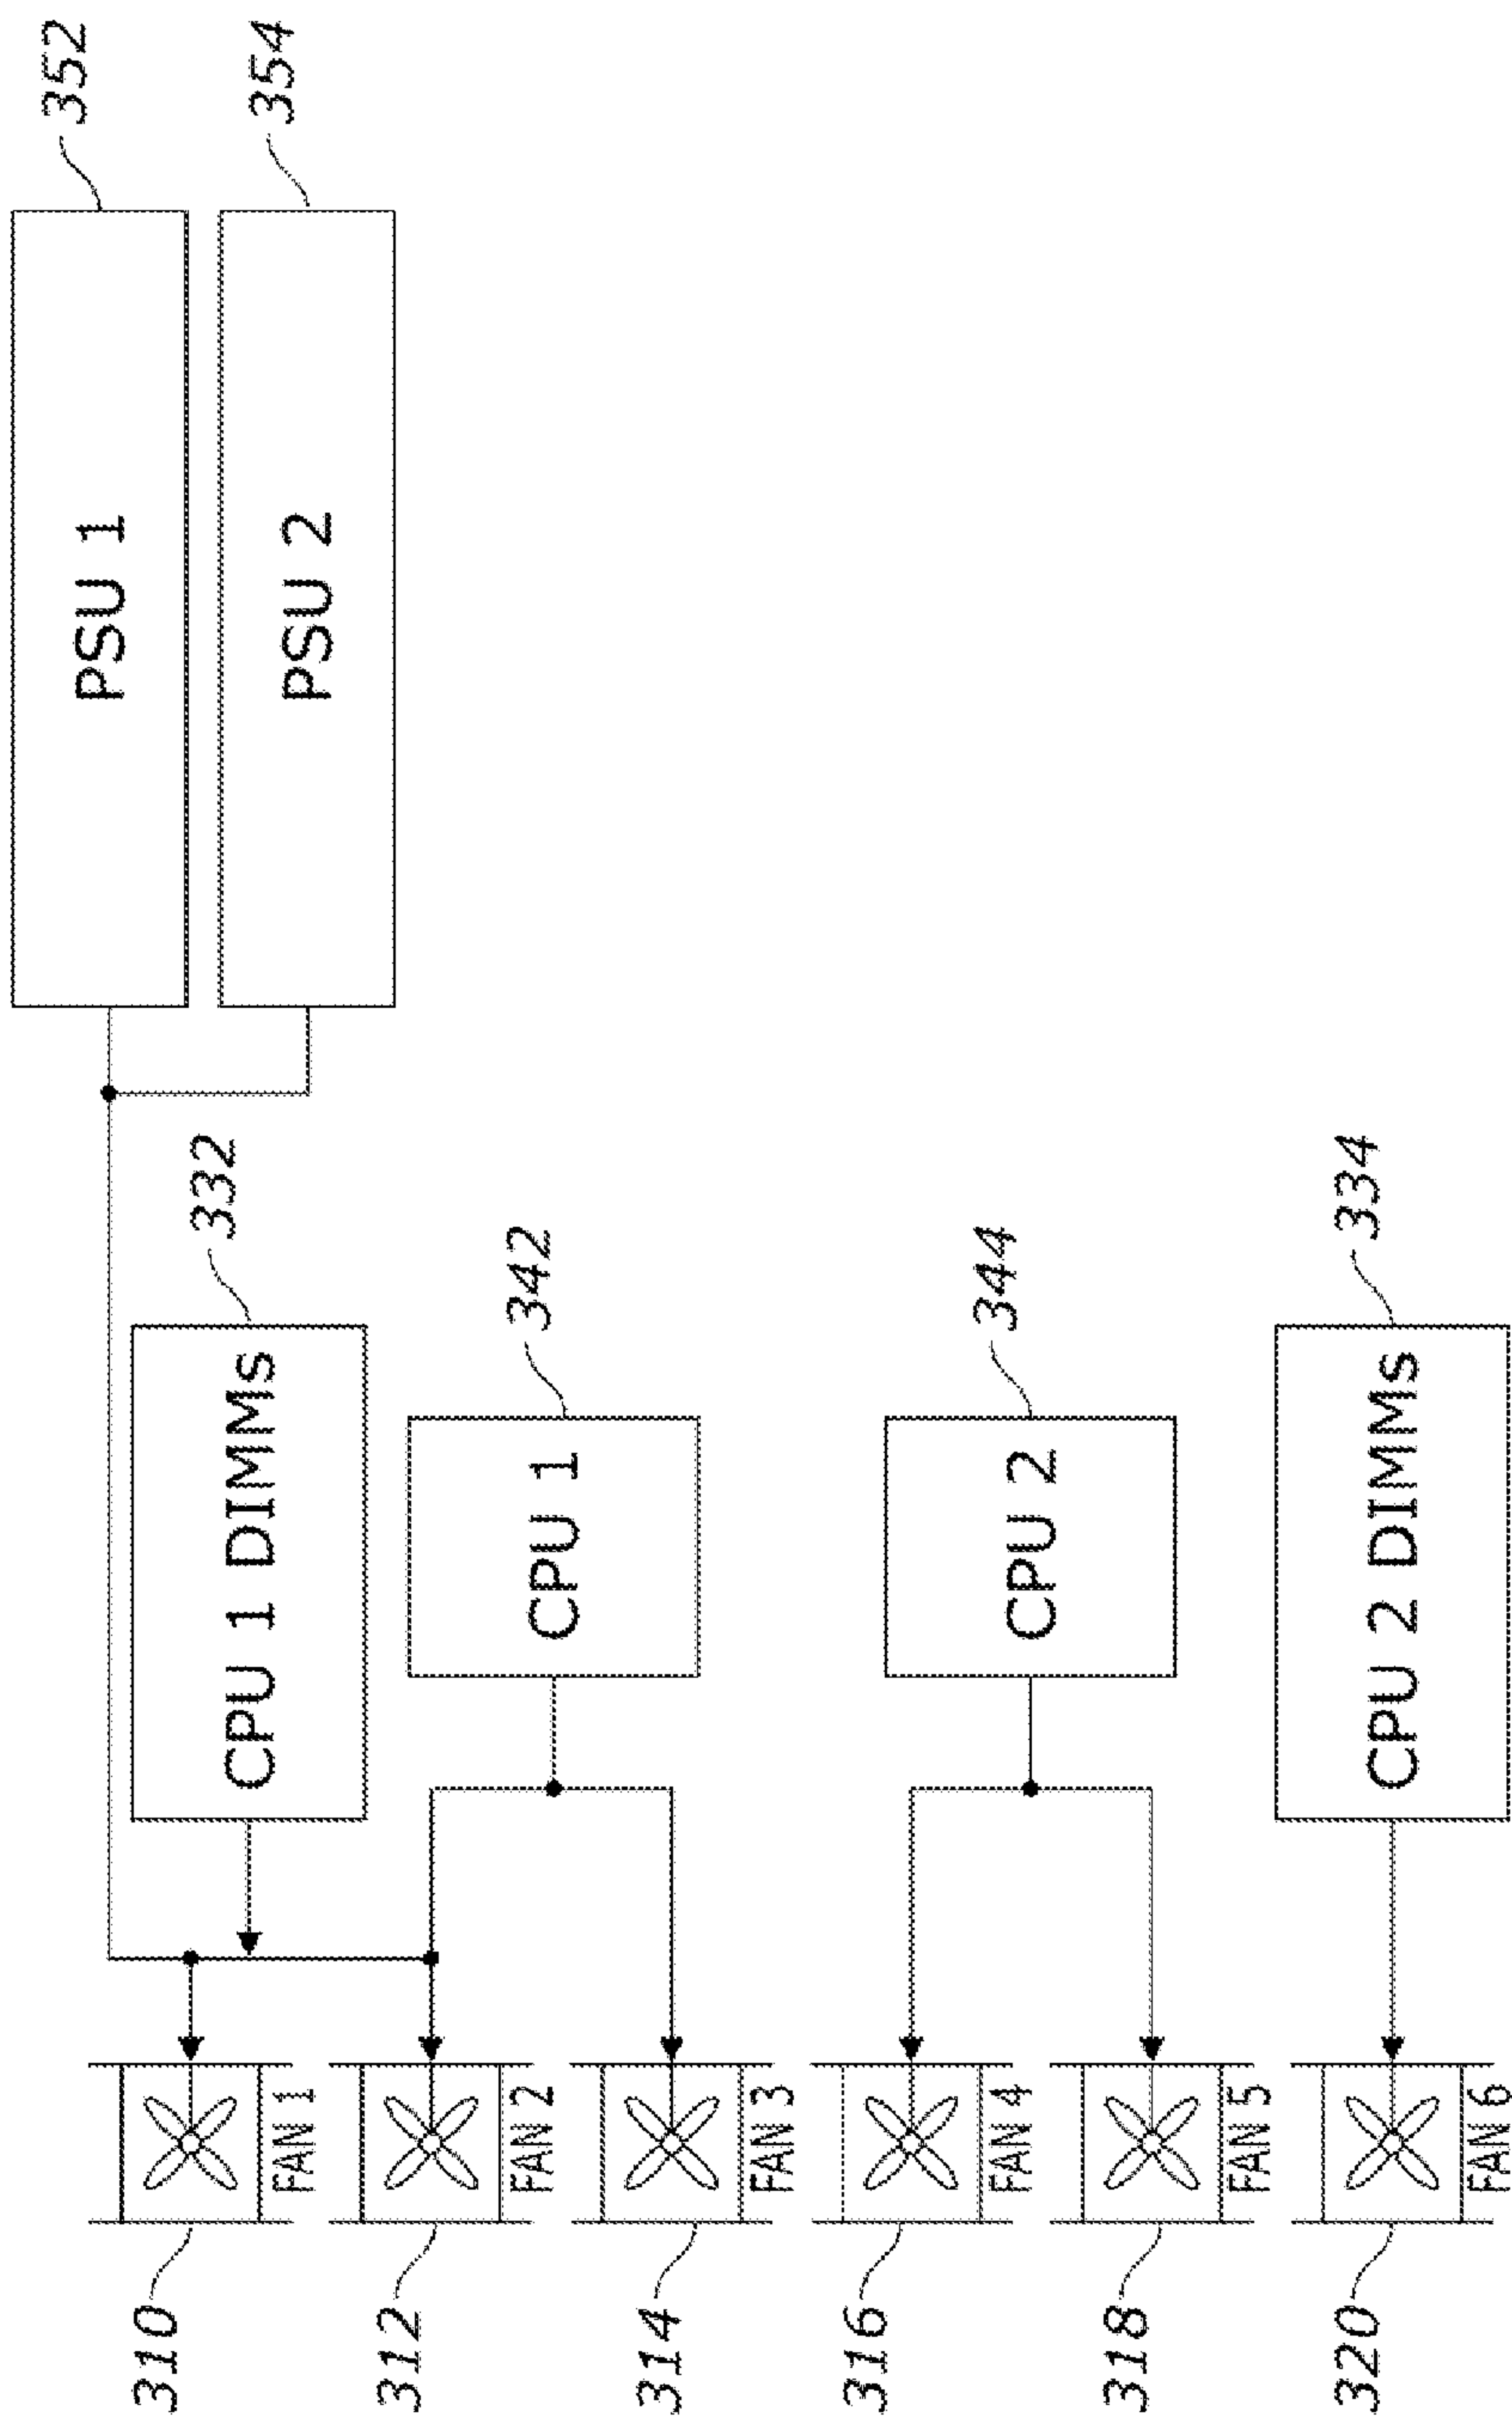 352
PSU 1
354
PSU 2
332
CPU 1 DIMMs
342
CPU 1
344
CPU 2
334
CPU 2 DIMMs
310
FAN 1
312
FAN 2
314
FAN 3
316
FAN 4
318
FAN 5
320
FAN 6